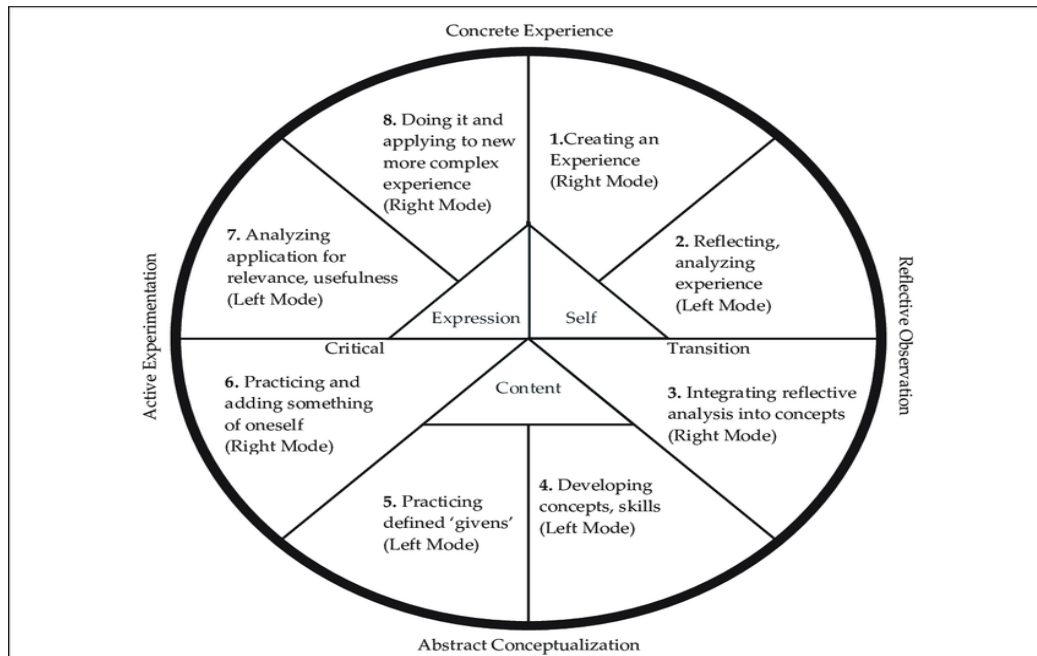 Concrete Experience
8. Doing it and
applying to new
more complex
experience
(Right Mode)
1.Creating an
Experience
(Right Mode)
7. Analyzing
application for
relevance, usefulness
(Left Mode)
2. Reflecting,
analyzing
experience
(Left Mode)
Active Experimentation
Reflective Observation
Expression
Self
Critical
Transition
Content
6. Practicing and
adding something
of oneself
(Right Mode)
3. Integrating reflective
analysis into concepts
(Right Mode)
5. Practicing
defined ‘givens’
(Left Mode)
4. Developing
concepts, skills
(Left Mode)
Abstract Conceptualization